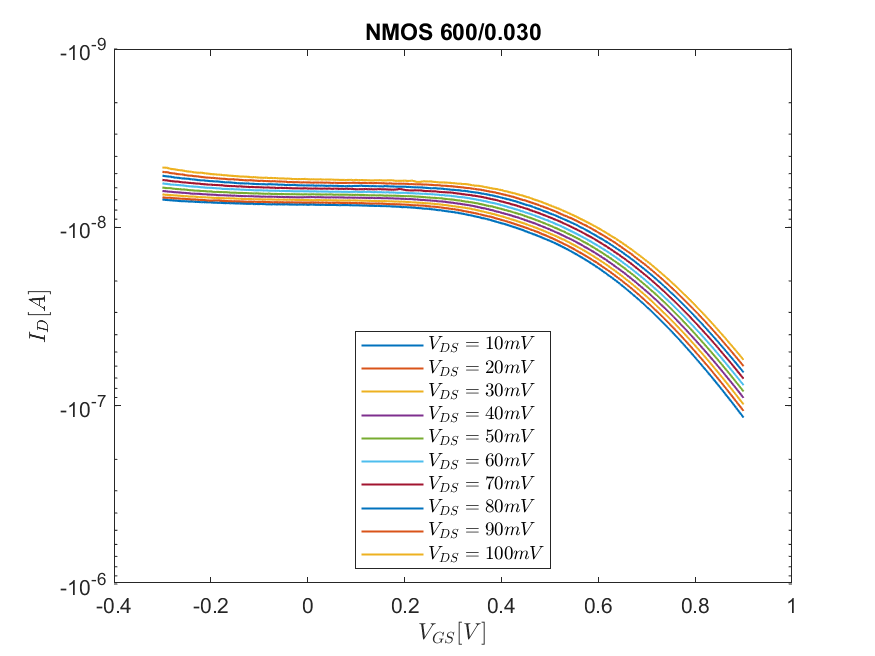 NMOS 600/0.030
-10^-9
-10^-8
-10^-7
-10^-6
I_D[A]
V_DS = 10mV
V_DS = 20mV
V_DS = 30mV
V_DS = 40mV
V_DS = 50mV
V_DS = 60mV
V_DS = 70mV
V_DS = 80mV
V_DS = 90mV
V_DS = 100mV
-0.4 -0.2 0 0.2 0.4 0.6 0.8 1
V_GS[V]